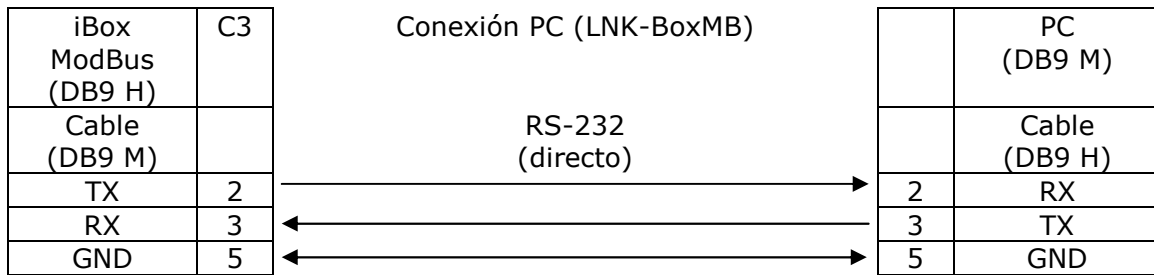 iBox C3 Conexión PC (LNK-BoxMB) PC
ModBus (DB9 M)
(DB9 H)
Cable RS-232 Cable
(DB9 M) (directo) (DB9 H)
TX 2 2 RX
RX 3 3 TX
GND 5 5 GND